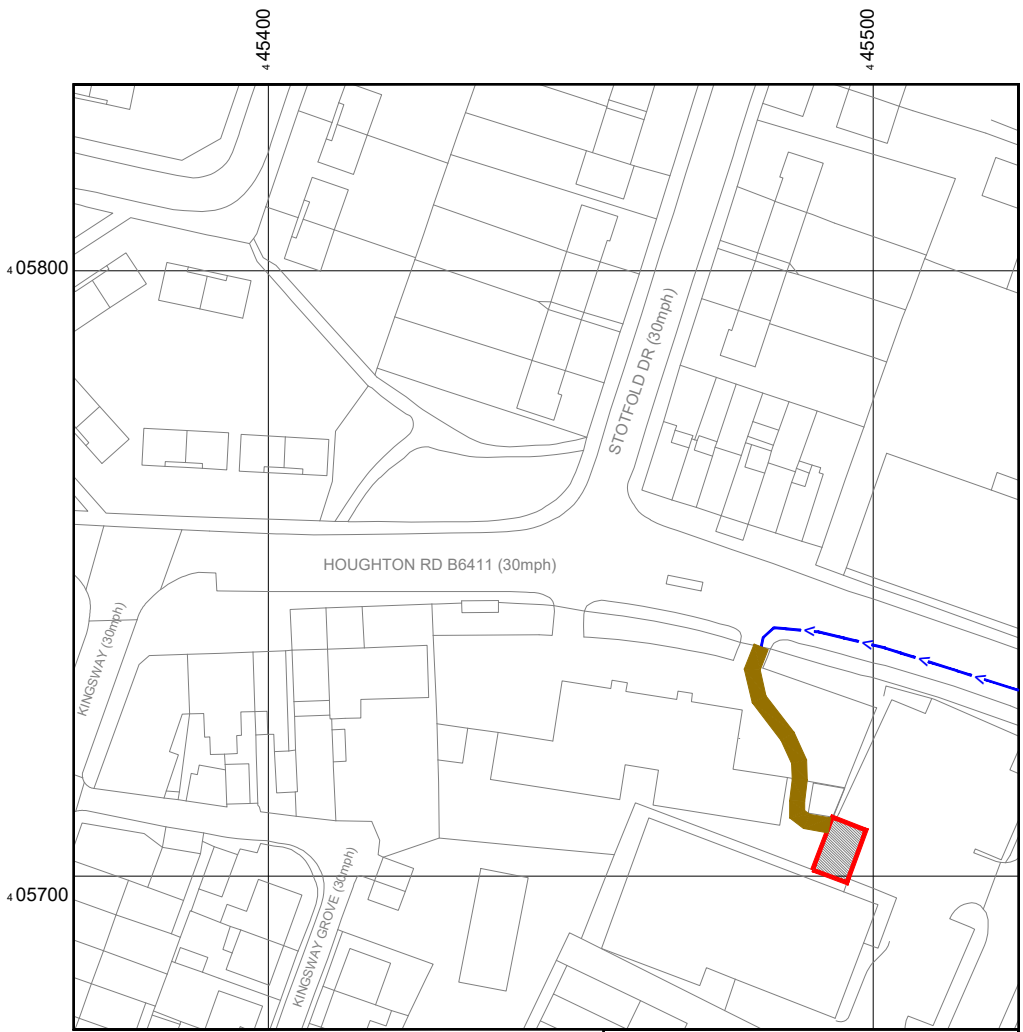 445400
445500
405800
STOTFOLD DR (30mph)
HOUGHTON RD B6411 (30mph)
KINGSWAY (30mph)
405700
KINGSWAY GROVE (30mph)